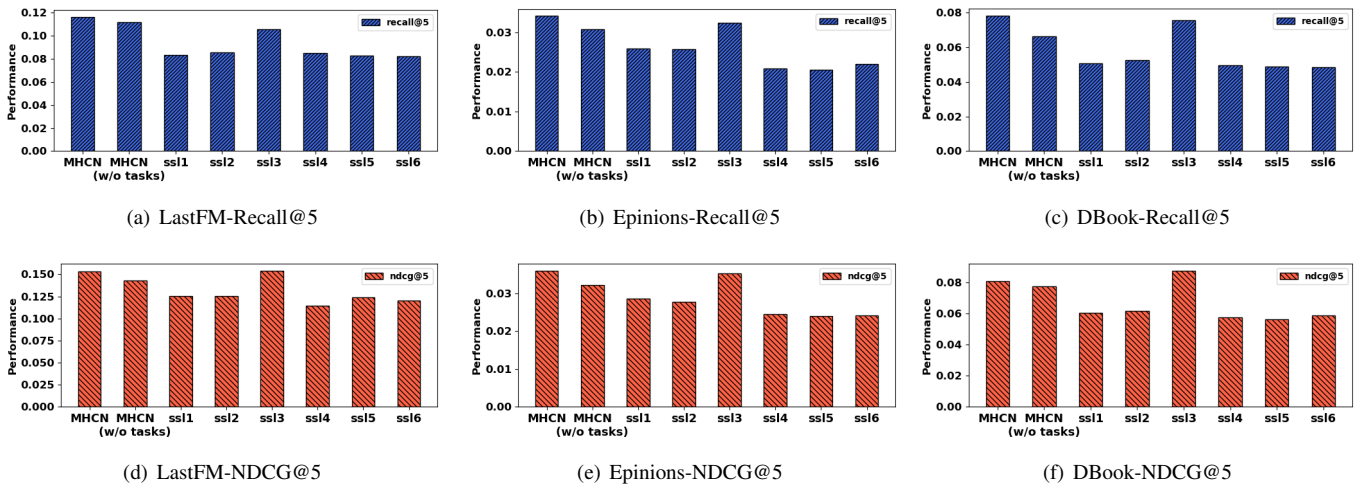 0.12
0.10
0.08
0.06
0.04
0.02
0.00
Performance
recall@5
MHCN MHCN ssl1 ssl2 ssl3 ssl4 ssl5 ssl6
(w/o tasks)
(a) LastFM-Recall@5
0.03
0.02
0.01
0.00
Performance
recall@5
MHCN MHCN ssl1 ssl2 ssl3 ssl4 ssl5 ssl6
(w/o tasks)
(b) Epinions-Recall@5
0.08
0.06
0.04
0.02
0.00
Performance
recall@5
MHCN MHCN ssl1 ssl2 ssl3 ssl4 ssl5 ssl6
(w/o tasks)
(c) DBook-Recall@5
0.150
0.125
0.100
0.075
0.050
0.025
0.000
Performance
ndcg@5
MHCN MHCN ssl1 ssl2 ssl3 ssl4 ssl5 ssl6
(w/o tasks)
(d) LastFM-NDCG@5
0.03
0.02
0.01
0.00
Performance
ndcg@5
MHCN MHCN ssl1 ssl2 ssl3 ssl4 ssl5 ssl6
(w/o tasks)
(e) Epinions-NDCG@5
0.08
0.06
0.04
0.02
0.00
Performance
ndcg@5
MHCN MHCN ssl1 ssl2 ssl3 ssl4 ssl5 ssl6
(w/o tasks)
(f) DBook-NDCG@5